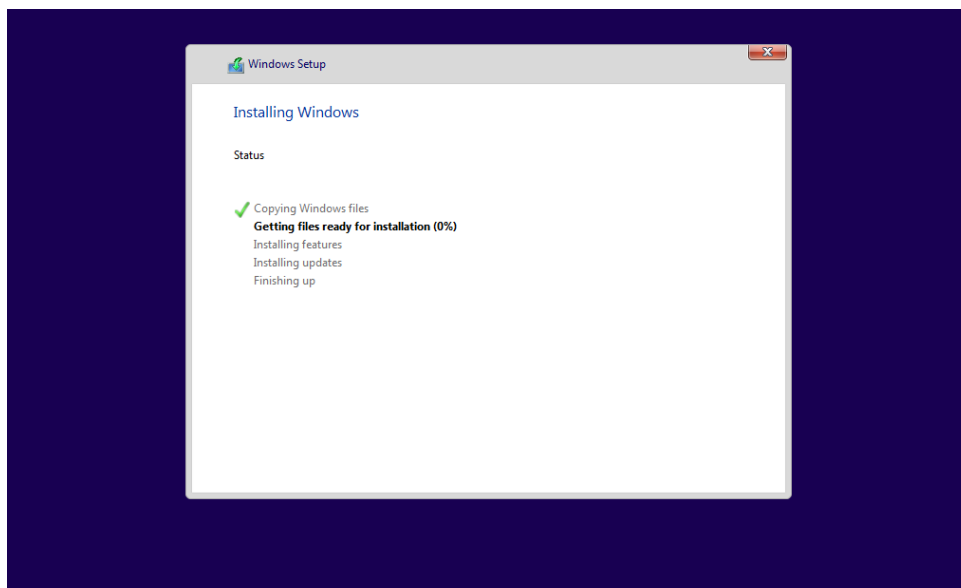 Windows Setup
Installing Windows
Status
Copying Windows files
Getting files ready for installation (0%)
Installing features
Installing updates
Finishing up